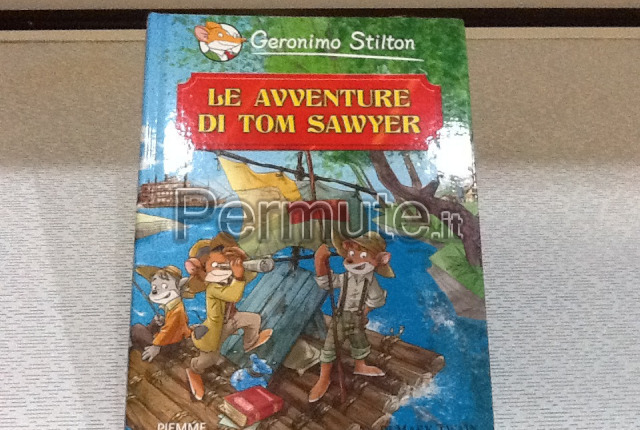 Geronimo Stilton
LE AVVENTURE
DI TOM SAWYER
Permute.it
PIEMME